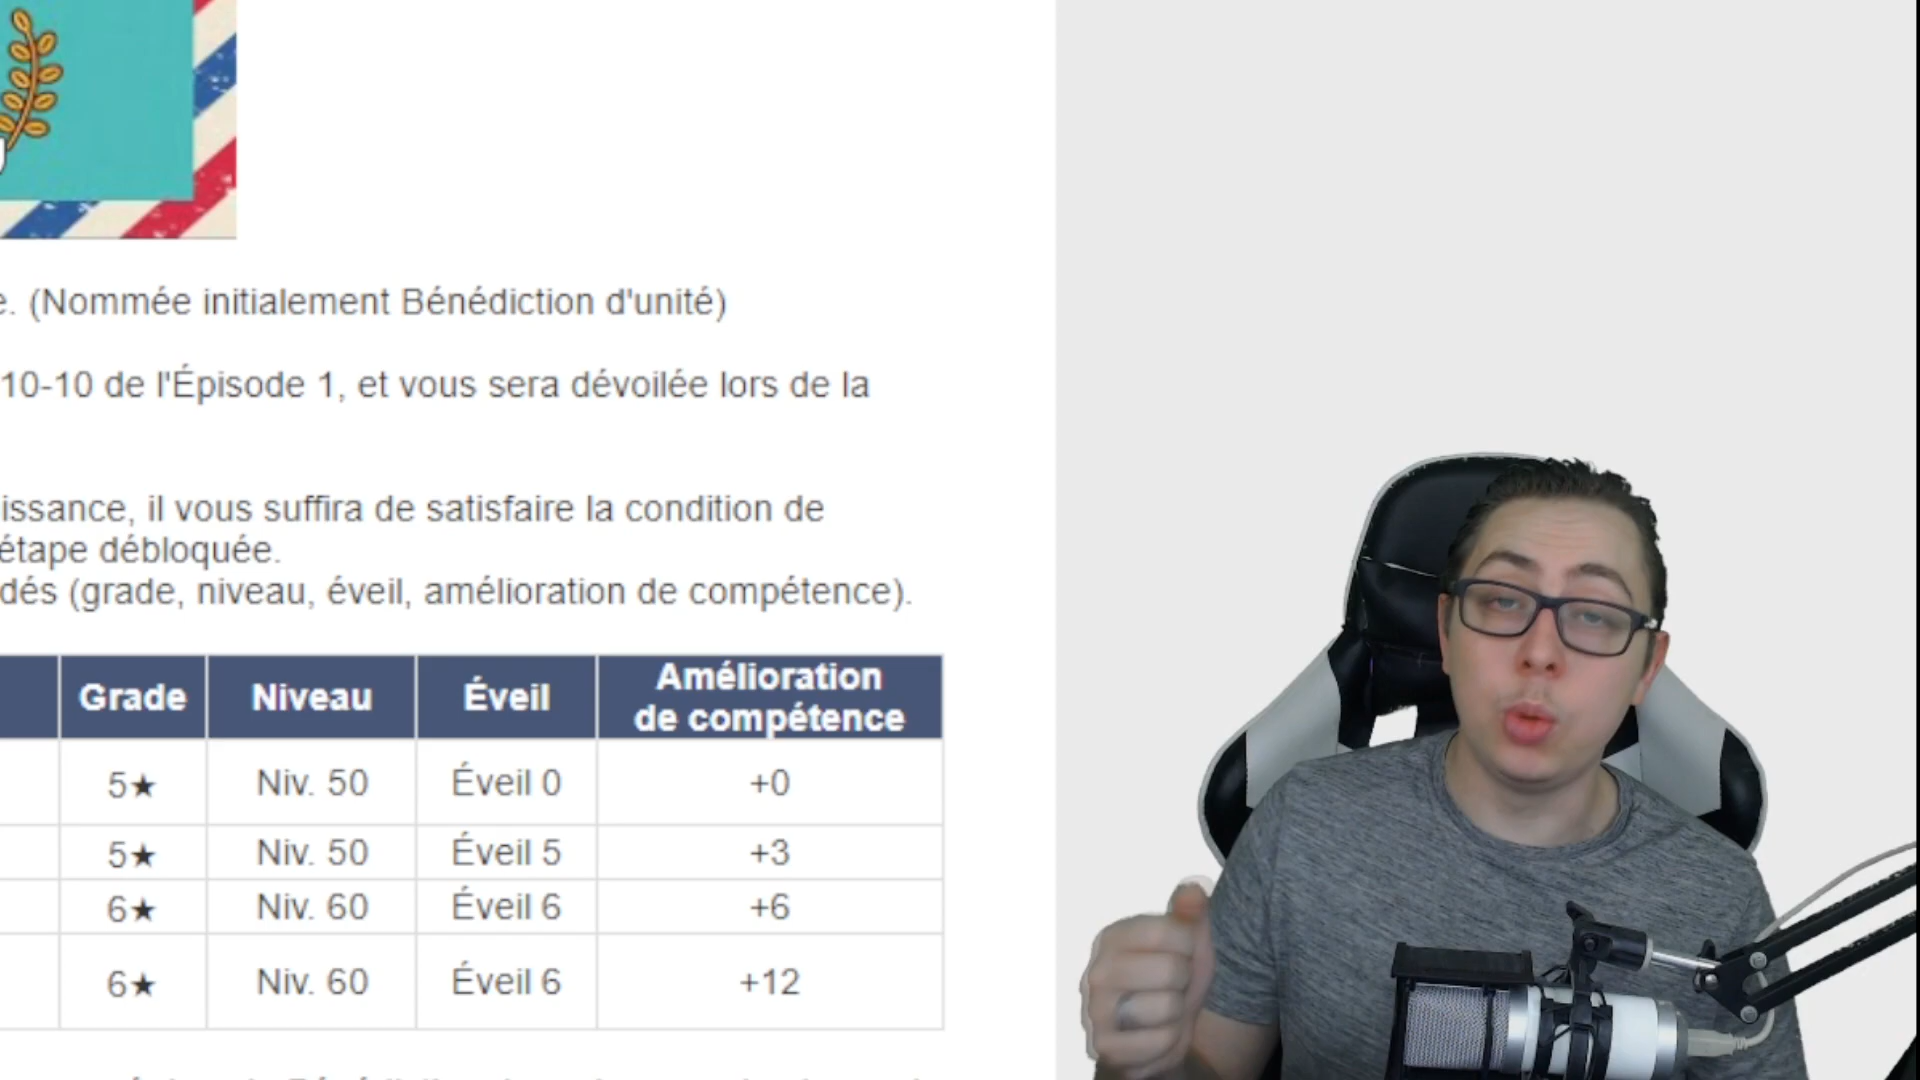 e. (Nommée initialement Bénédiction d'unité)
10-10 de l'Épisode 1, et vous sera dévoilée lors de la
issance, il vous suffira de satisfaire la condition de
étape débloquée.
dés (grade, niveau, éveil, amélioration de compétence).
Grade Niveau Éveil Amélioration de compétence
5★ Niv. 50 Éveil 0 +0
5★ Niv. 50 Éveil 5 +3
6★ Niv. 60 Éveil 6 +6
6★ Niv. 60 Éveil 6 +12